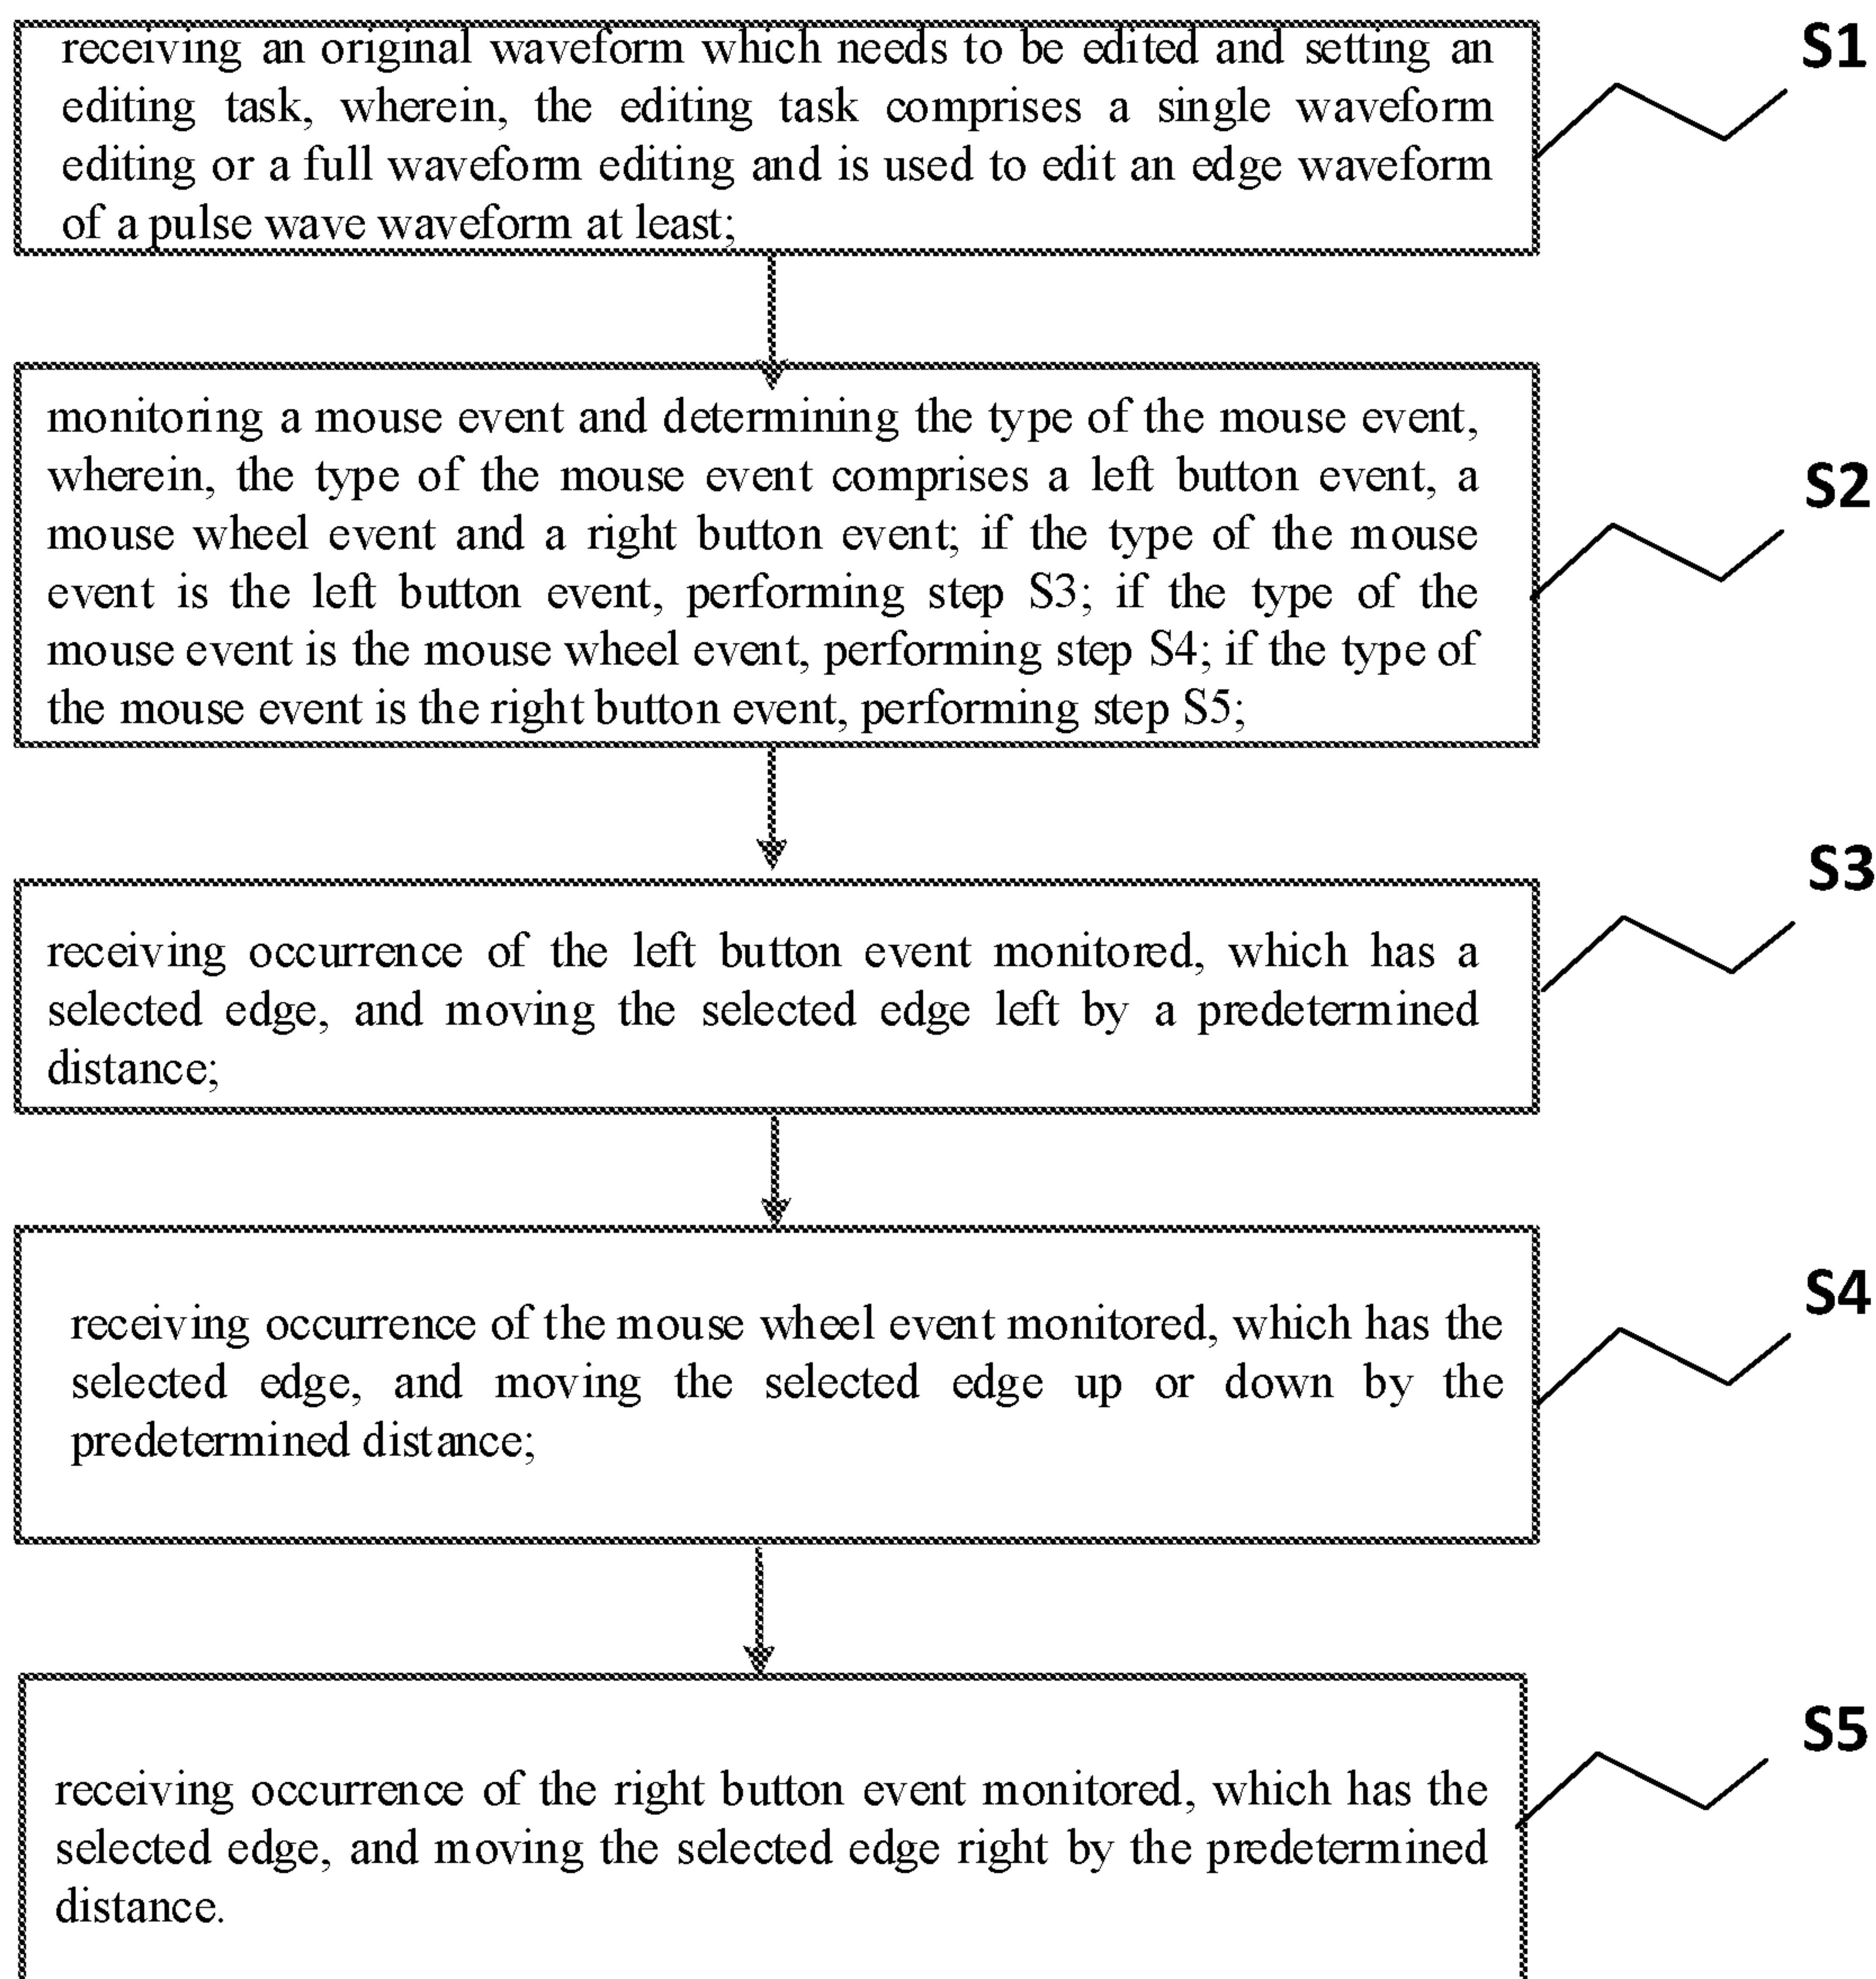 receiving an original waveform which needs to be edited and setting an
editing task, wherein, the editing task comprises a single waveform
editing or a full waveform editing and is used to edit an edge waveform
of a pulse wave waveform at least;
S1
monitoring a mouse event and determining the type of the mouse event,
wherein, the type of the mouse event comprises a left button event, a
mouse wheel event and a right button event; if the type of the mouse
event is the left button event, performing step S3; if the type of the
mouse event is the mouse wheel event, performing step S4; if the type of
the mouse event is the right button event, performing step S5;
S2
receiving occurrence of the left button event monitored, which has a
selected edge, and moving the selected edge left by a predetermined
distance;
S3
receiving occurrence of the mouse wheel event monitored, which has the
selected edge, and moving the selected edge up or down by the
predetermined distance;
S4
receiving occurrence of the right button event monitored, which has the
selected edge, and moving the selected edge right by the predetermined
distance.
S5